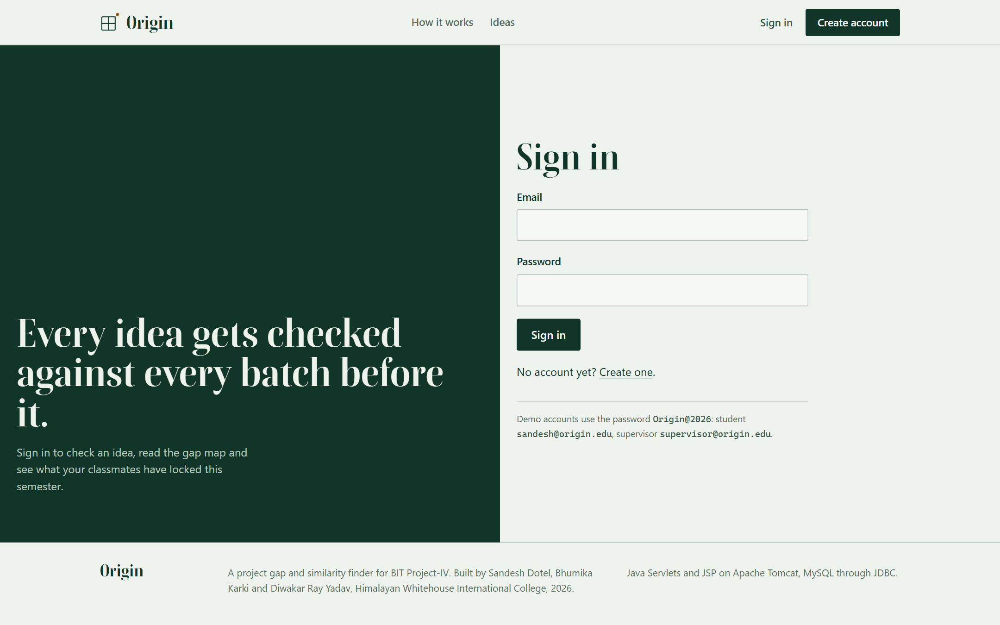 Origin
How it works
Ideas
Sign in
Create account
Every idea gets checked
against every batch before
it.
Sign in to check an idea, read the gap map and
see what your classmates have locked this
semester.
Sign in
Email
Password
Sign in
No account yet? Create one.
Demo accounts use the password Origin@2026: student
sandesh@origin.edu, supervisor supervisor@origin.edu.
Origin
A project gap and similarity finder for BIT Project-IV. Built by Sandesh Dotel, Bhumika
Karki and Diwakar Ray Yadav, Himalayan Whitehouse International College, 2026.
Java Servlets and JSP on Apache Tomcat, MySQL through JDBC.